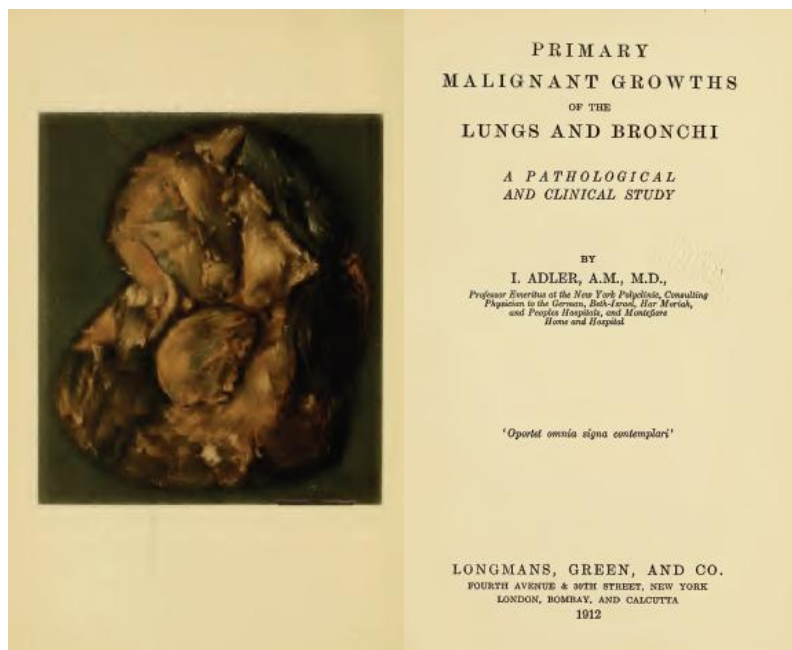 PRIMARY
MALIGNANT GROWTHS
OF THE
LUNGS AND BRONCHI
A PATHOLOGICAL
AND CLINICAL STUDY
BY
I. ADLER, A.M., M.D.,
Professor Emeritus at the New York Polyclinic, Consulting
Physician to the German, Beth-Israel, Har Moriah,
and Peoples Hospitals, and Montefiore
Home and Hospital
'Oportet omnia signa contemplari'
LONGMANS, GREEN, AND CO.
FOURTH AVENUE & 30TH STREET, NEW YORK
LONDON, BOMBAY, AND CALCUTTA
1912